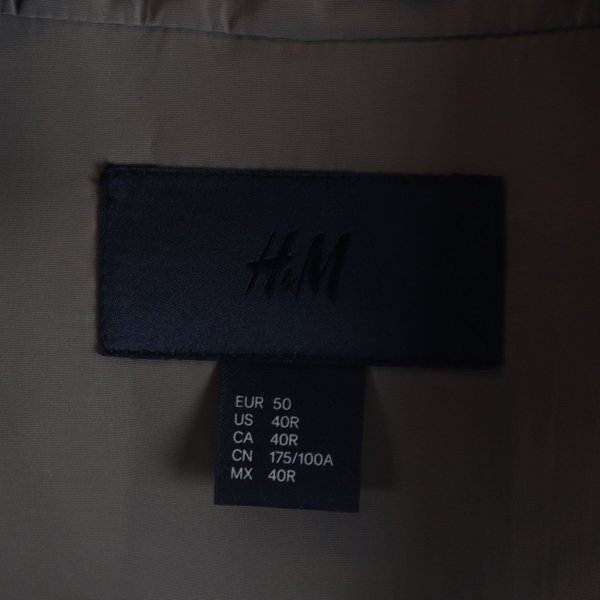 H&M
EUR 50
US 40R
CA 40R
CN 175/100A
MX 40R